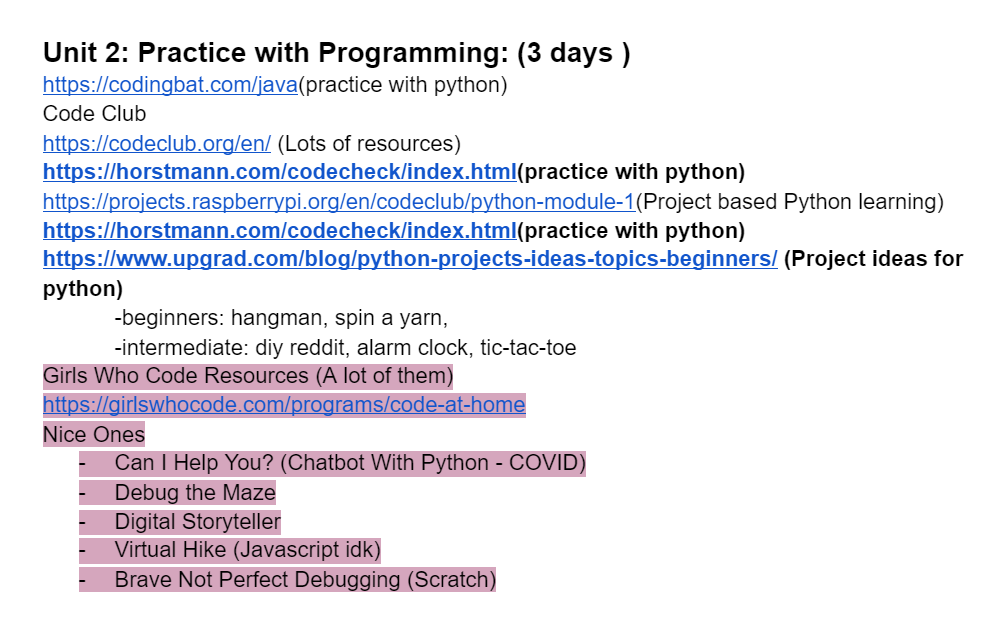 Unit 2: Practice with Programming: (3 days )
https://codingbat.com/java(practice with python)
Code Club
https://codeclub.org/en/ (Lots of resources)
https://horstmann.com/codecheck/index.html(practice with python)
https://projects.raspberrypi.org/en/codeclub/python-module-1(Project based Python learning)
https://horstmann.com/codecheck/index.html(practice with python)
https://www.upgrad.com/blog/python-projects-ideas-topics-beginners/ (Project ideas for
python)
-beginners: hangman, spin a yarn,
-intermediate: diy reddit, alarm clock, tic-tac-toe
Girls Who Code Resources (A lot of them)
https://girlswhocode.com/programs/code-at-home
Nice Ones
- Can I Help You? (Chatbot With Python - COVID)
- Debug the Maze
- Digital Storyteller
- Virtual Hike (Javascript idk)
- Brave Not Perfect Debugging (Scratch)